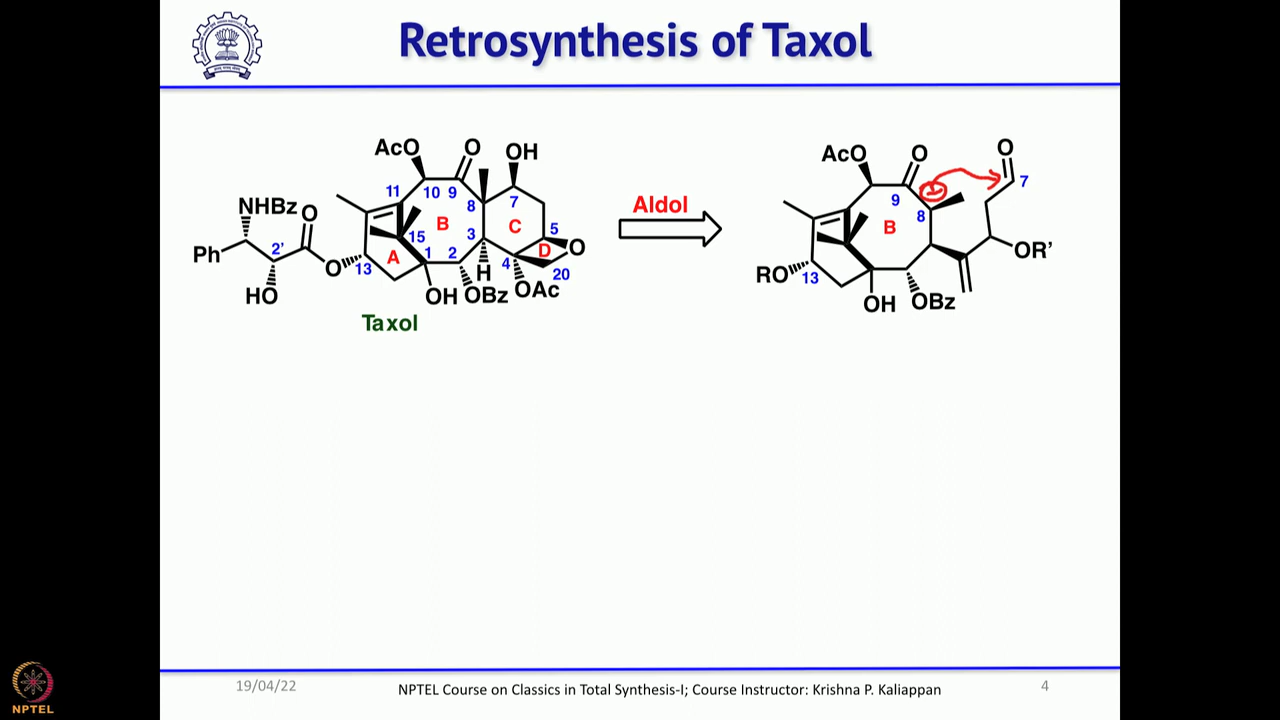 Retrosynthesis of Taxol
AcO
O
OH
11
10
9
8
7
NHBz
O
B
C
5
O
15
3
D
Ph
2'
A
1
2
4
20
13
H
O
HO
OH
OBz
OAc
Taxol
Aldol
AcO
O
O
9
7
8
B
OR'
RO
13
OH
OBz
NPTEL
19/04/22
NPTEL Course on Classics in Total Synthesis-I; Course Instructor: Krishna P. Kaliappan
4